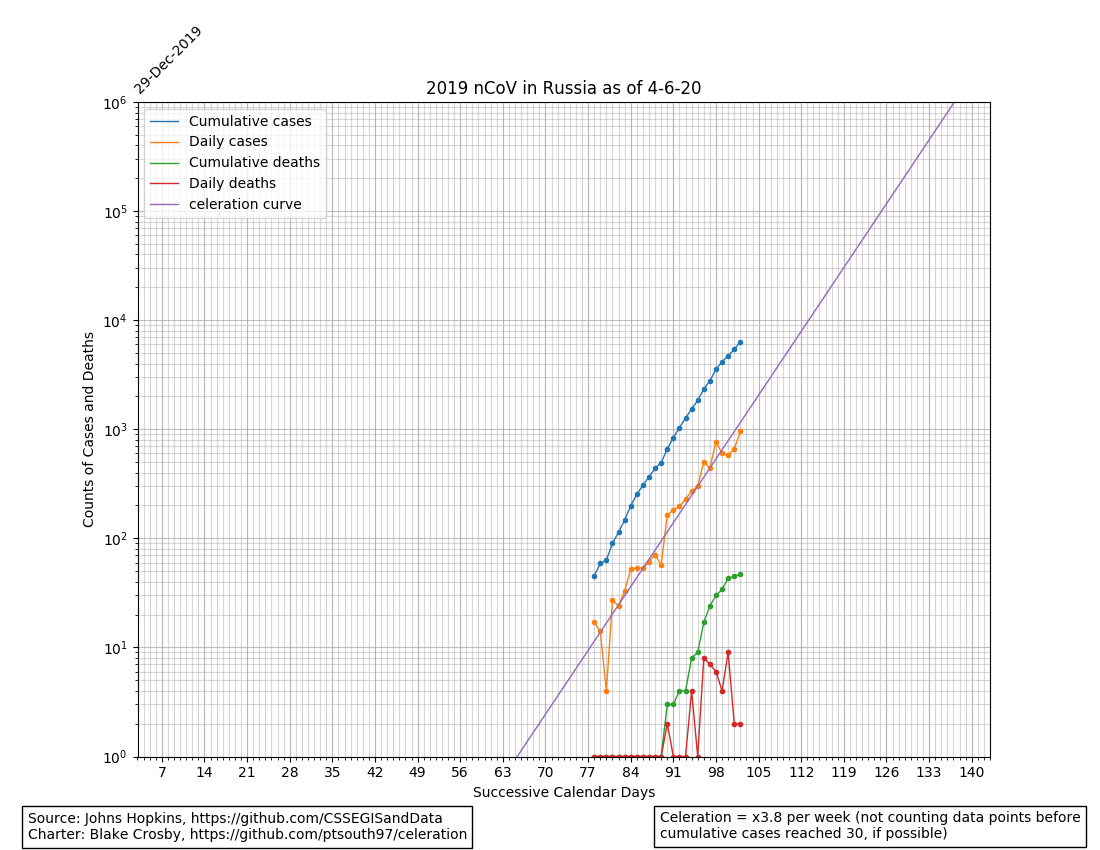 29-Dec-2019
2019 nCoV in Russia as of 4-6-20
Cumulative cases
Daily cases
Cumulative deaths
Daily deaths
celeration curve
10^6
10^5
10^4
10^3
10^2
10^1
10^0
Counts of Cases and Deaths
7 14 21 28 35 42 49 56 63 70 77 84 91 98 105 112 119 126 133 140
Successive Calendar Days
Source: Johns Hopkins, https://github.com/CSSEGISandData
Charter: Blake Crosby, https://github.com/ptsouth97/celeration
Celeration = x3.8 per week (not counting data points before
cumulative cases reached 30, if possible)